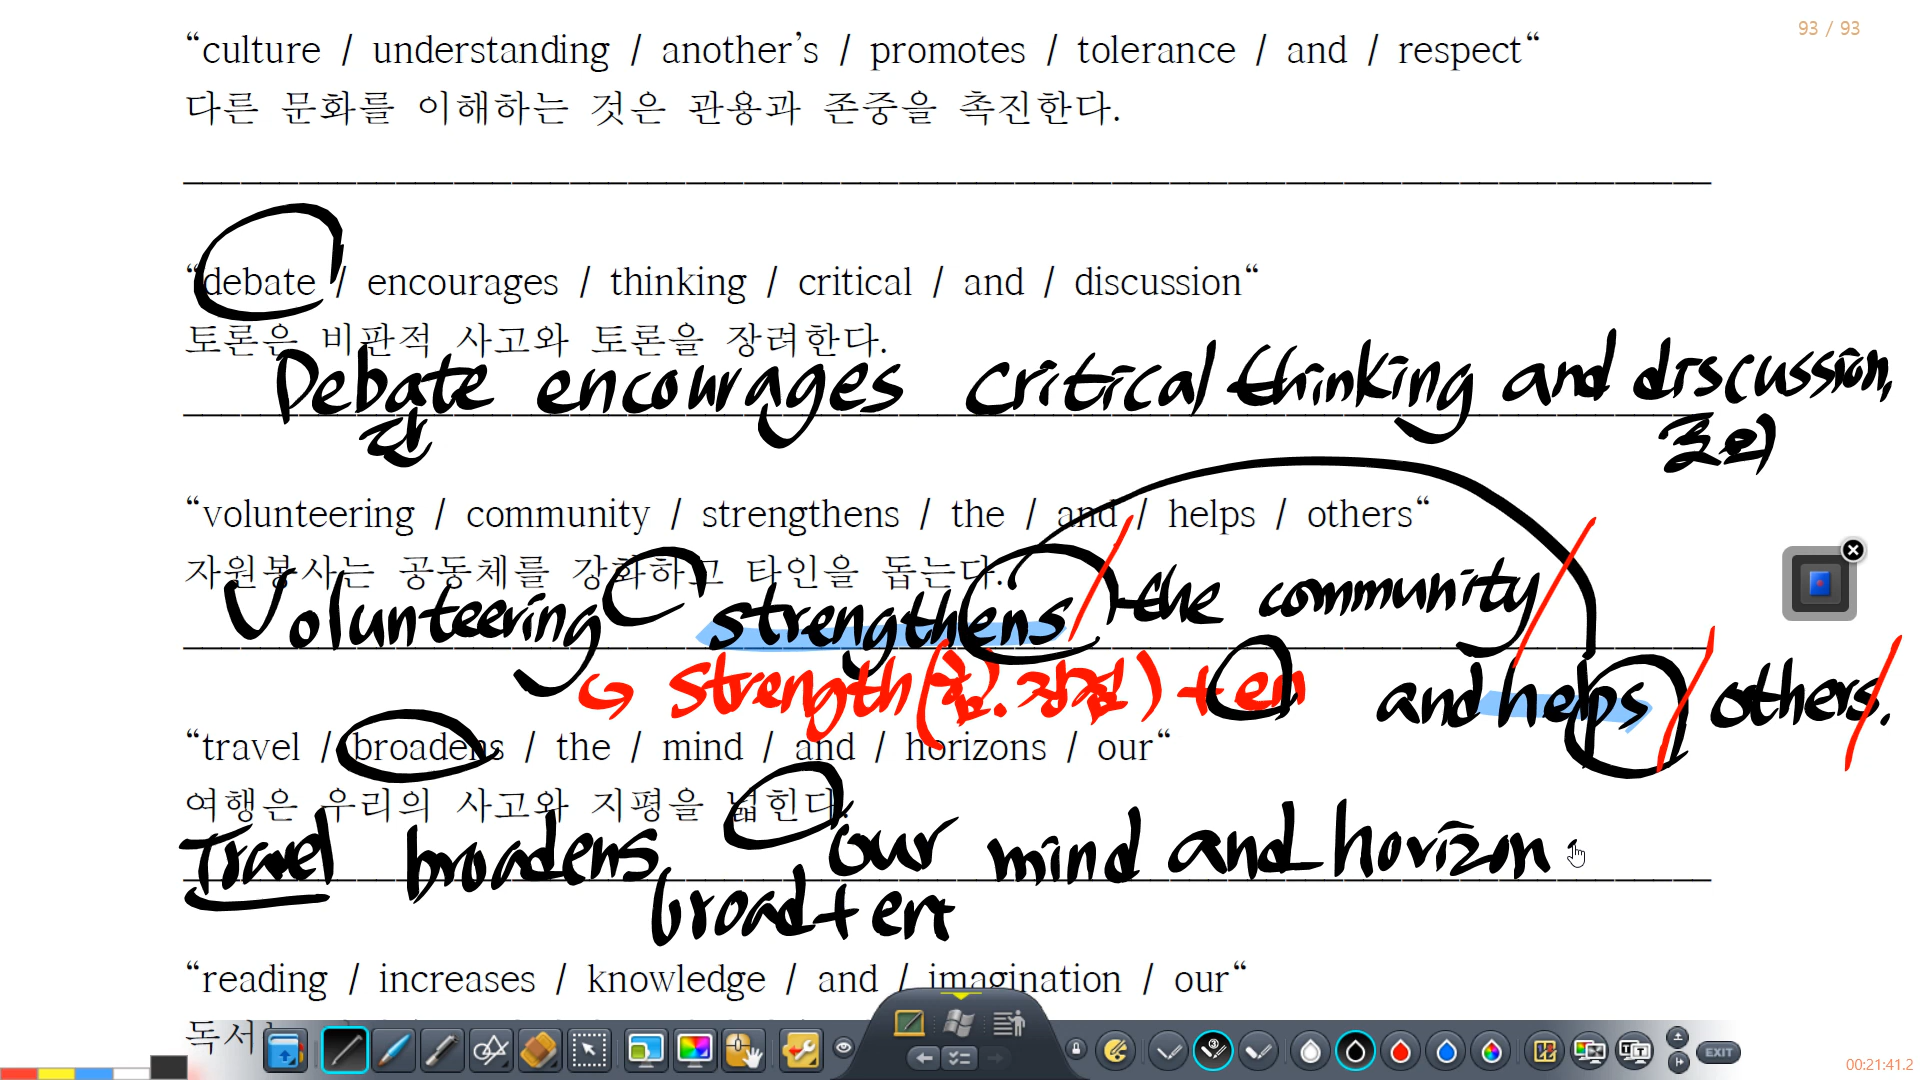 93 / 93
“culture / understanding / another’s / promotes / tolerance / and / respect“
다른 문화를 이해하는 것은 관용과 존중을 촉진한다.
“debate / encourages / thinking / critical / and / discussion“
토론은 비판적 사고와 토론을 장려한다.
Debate encourages critical thinking and discussion,
“volunteering / community / strengthens / the / and / helps / others“
자원봉사는 공동체를 강화하고 타인을 돕는다.
Volunteering strengthens the community
strength(힘.장점)+en and helps others.
“travel / broadens / the / mind / and / horizons / our“
여행은 우리의 사고와 지평을 넓힌다.
Travel broadens our mind and horizon
broad+en
“reading / increases / knowledge / and / imagination / our“
독서
EXIT
00:21:41.2